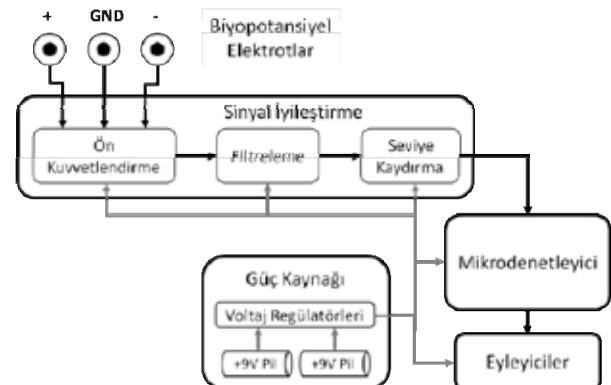 + GND -
Biyopotansiyel
Elektrotlar
Sinyal İyileştirme
Ön
Kuvvetlendirme
Filtreleme
Seviye
Kaydırma
Mikrodenetleyici
Güç Kaynağı
Voltaj Regülatörleri
+9V Pil +9V Pil
Eyleyiciler